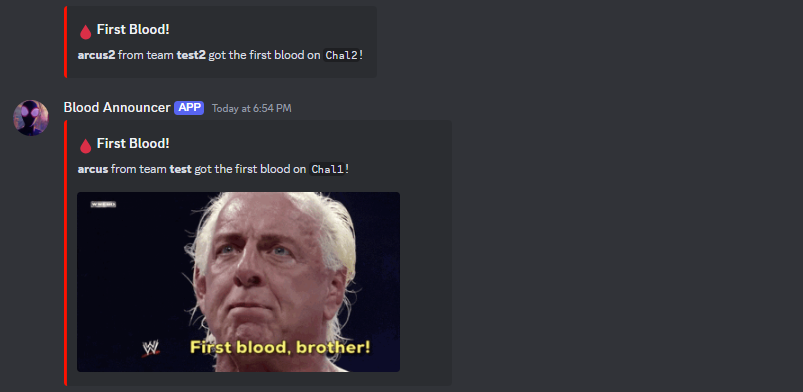 First Blood!
arcus2 from team test2 got the first blood on Chal2!
Blood Announcer APP Today at 6:54 PM
First Blood!
arcus from team test got the first blood on Chal1!
First blood, brother!